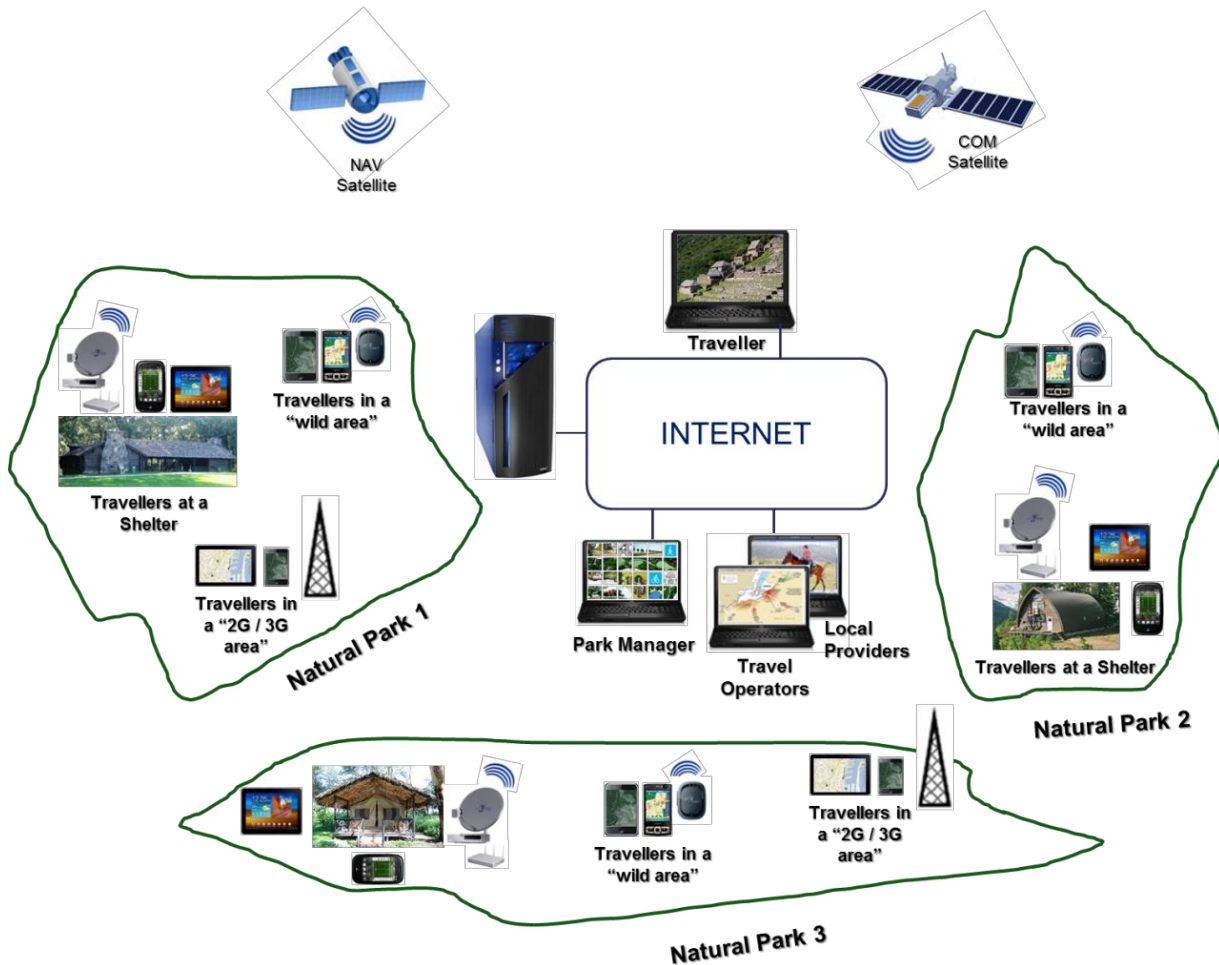 NAV
Satellite
COM
Satellite
Traveller
INTERNET
Travellers in a
“wild area”
Travellers at a
Shelter
Travellers in
a “2G / 3G
area”
Natural Park 1
Park Manager
Local
Providers
Travel
Operators
Travellers in a
“wild area”
Travellers at a Shelter
Natural Park 2
Travellers in a
“wild area”
Travellers in
a “2G / 3G
area”
Natural Park 3